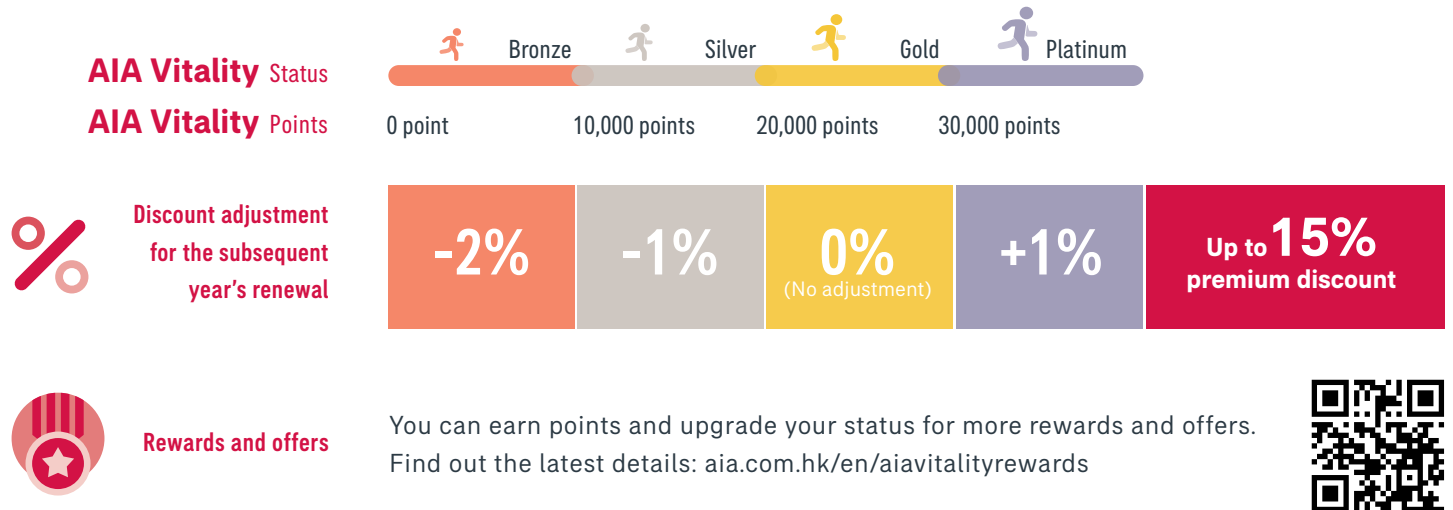 Bronze
Silver
Gold
Platinum
AIA Vitality Status
AIA Vitality Points
0 point
10,000 points
20,000 points
30,000 points
Discount adjustment
for the subsequent
year's renewal
-2%
-1%
0%
(No adjustment)
+1%
Up to 15%
premium discount
Rewards and offers
You can earn points and upgrade your status for more rewards and offers.
Find out the latest details: aia.com.hk/en/aiavitalityrewards